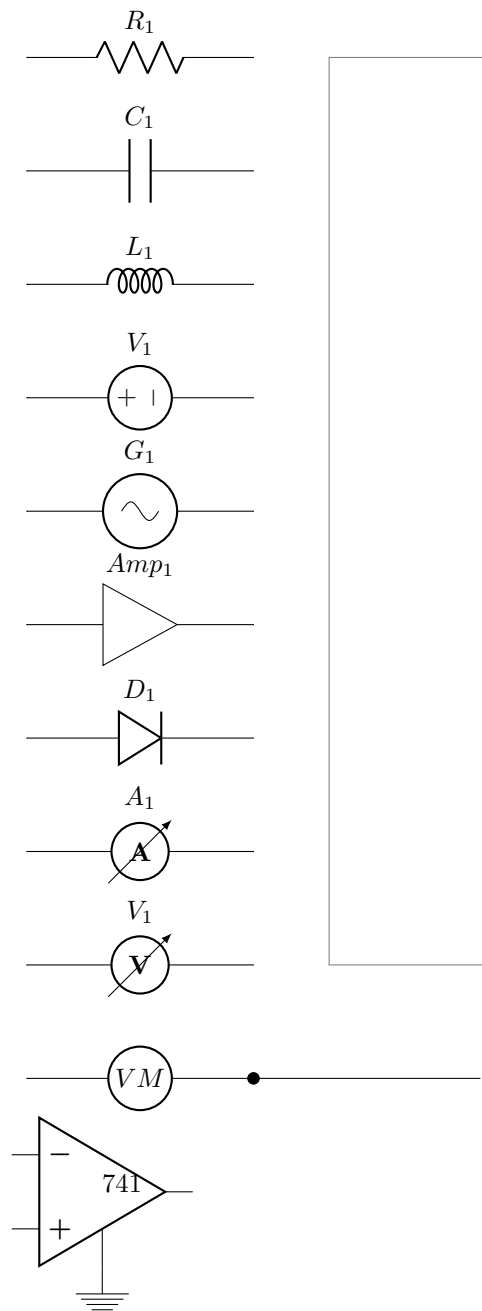 R₁
C₁
L₁
V₁
+ −
G₁
Amp₁
D₁
A₁
A
V₁
V
VM
−
741
+